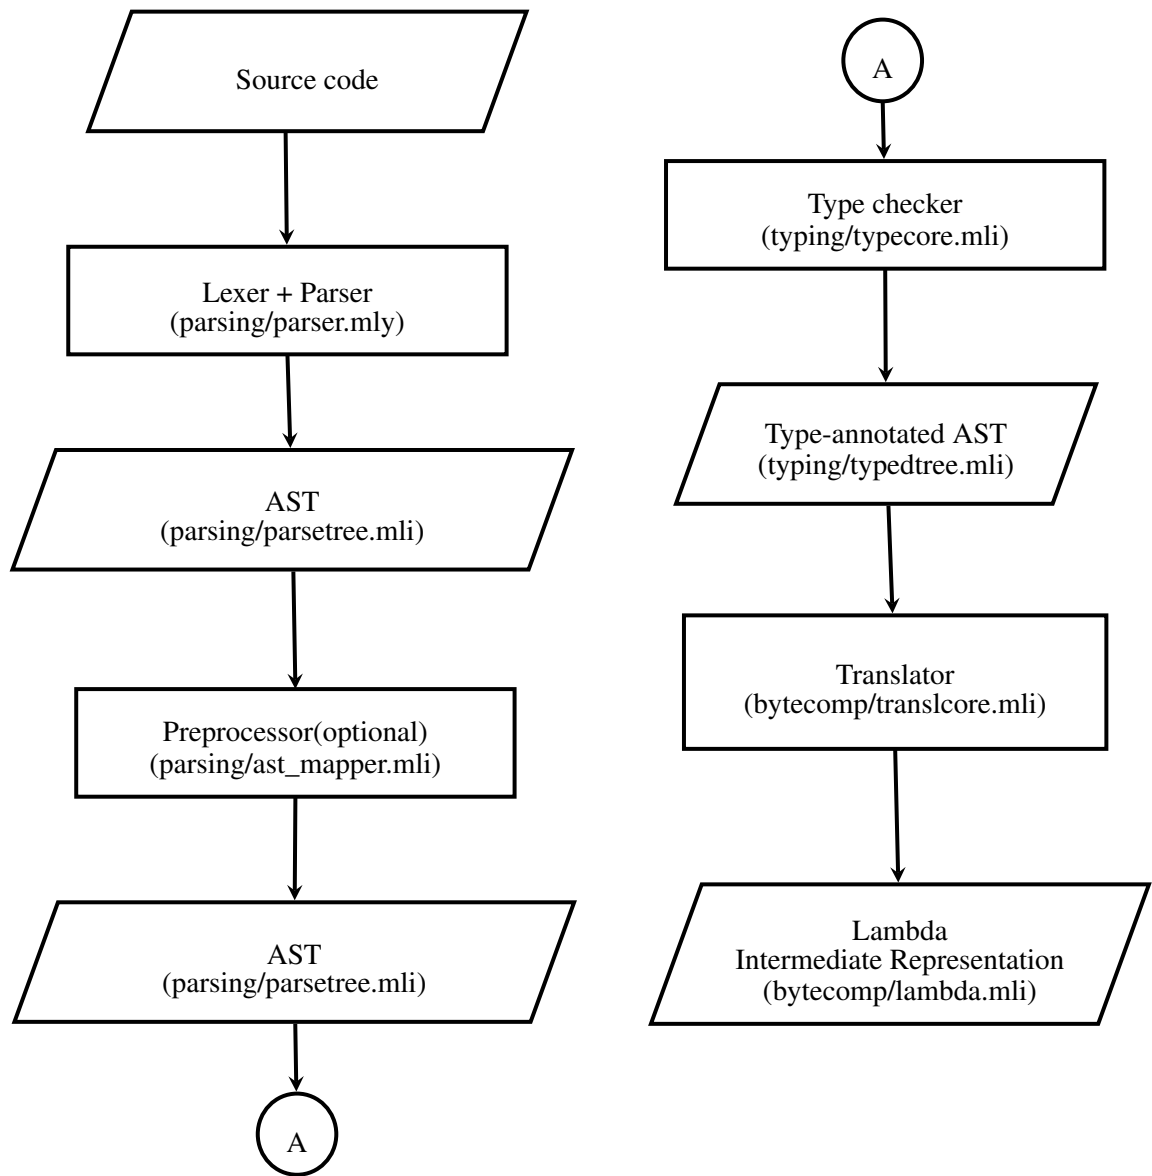 Source code
Lexer + Parser
(parsing/parser.mly)
AST
(parsing/parsetree.mli)
Preprocessor(optional)
(parsing/ast_mapper.mli)
AST
(parsing/parsetree.mli)
A
A
Type checker
(typing/typecore.mli)
Type-annotated AST
(typing/typedtree.mli)
Translator
(bytecomp/translcore.mli)
Lambda
Intermediate Representation
(bytecomp/lambda.mli)